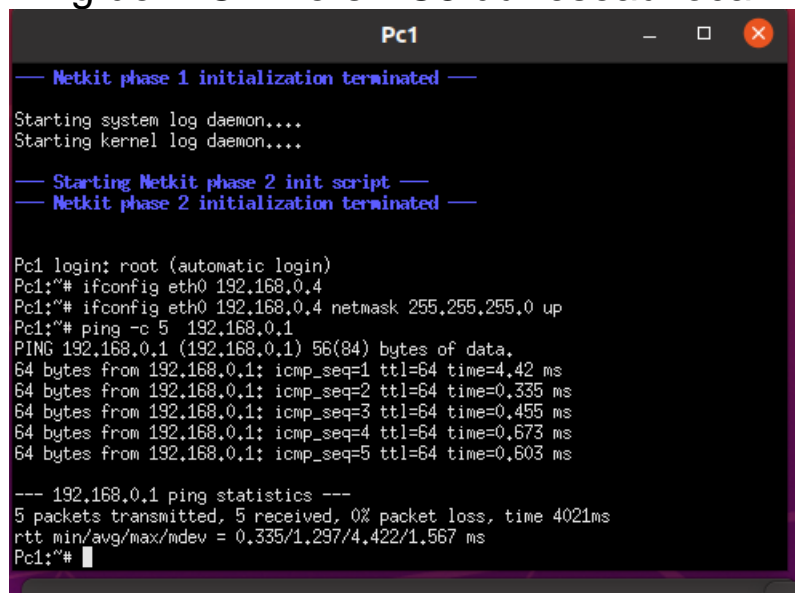 Pc1
--- Netkit phase 1 initialization terminated ---
Starting system log daemon....
Starting kernel log daemon....
--- Starting Netkit phase 2 init script ---
--- Netkit phase 2 initialization terminated ---
Pc1 login: root (automatic login)
Pc1:~# ifconfig eth0 192.168.0.4
Pc1:~# ifconfig eth0 192.168.0.4 netmask 255.255.255.0 up
Pc1:~# ping -c 5  192.168.0.1
PING 192.168.0.1 (192.168.0.1) 56(84) bytes of data.
64 bytes from 192.168.0.1: icmp_seq=1 ttl=64 time=4.42 ms
64 bytes from 192.168.0.1: icmp_seq=2 ttl=64 time=0.335 ms
64 bytes from 192.168.0.1: icmp_seq=3 ttl=64 time=0.455 ms
64 bytes from 192.168.0.1: icmp_seq=4 ttl=64 time=0.673 ms
64 bytes from 192.168.0.1: icmp_seq=5 ttl=64 time=0.603 ms
--- 192.168.0.1 ping statistics ---
5 packets transmitted, 5 received, 0% packet loss, time 4021ms
rtt min/avg/max/mdev = 0.335/1.297/4.422/1.567 ms
Pc1:~#